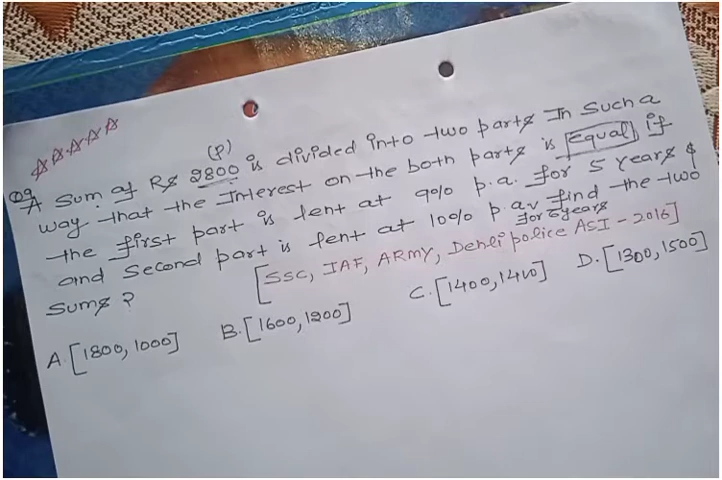 ☆☆☆☆☆
(P)
Q9 A Sum of R$ 2800 is divided into two parts In Such a
way that the Interest on the both parts is equal if
the first part is lent at 9% p.a. for 5 years &
and Second part is lent at 10% p.a for 6 years find the two
Sums ?
[SSC, IAF, ARMY, Denli police ASI - 2016]
A. [1800, 1000] B. [1600, 1200] C. [1400, 1400] D. [1300, 1500]